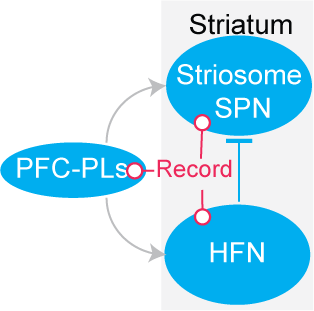 Striatum
Striosome
SPN
PFC-PLs
Record
HFN